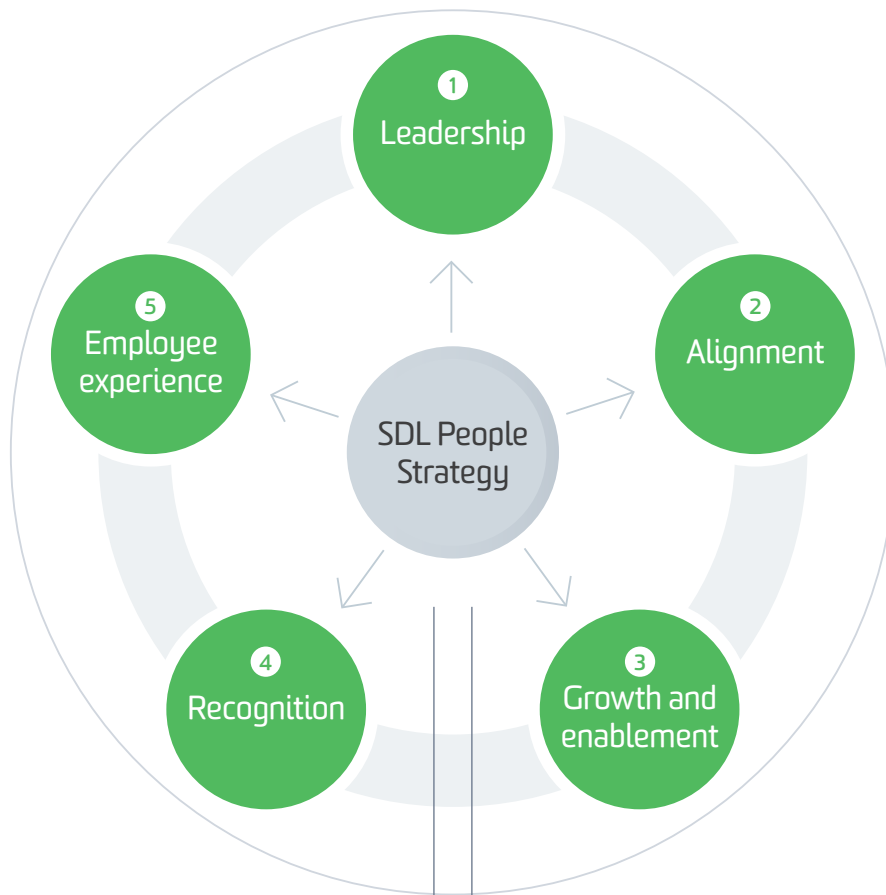 1
Leadership
2
Alignment
3
Growth and
enablement
4
Recognition
5
Employee
experience
SDL People
Strategy